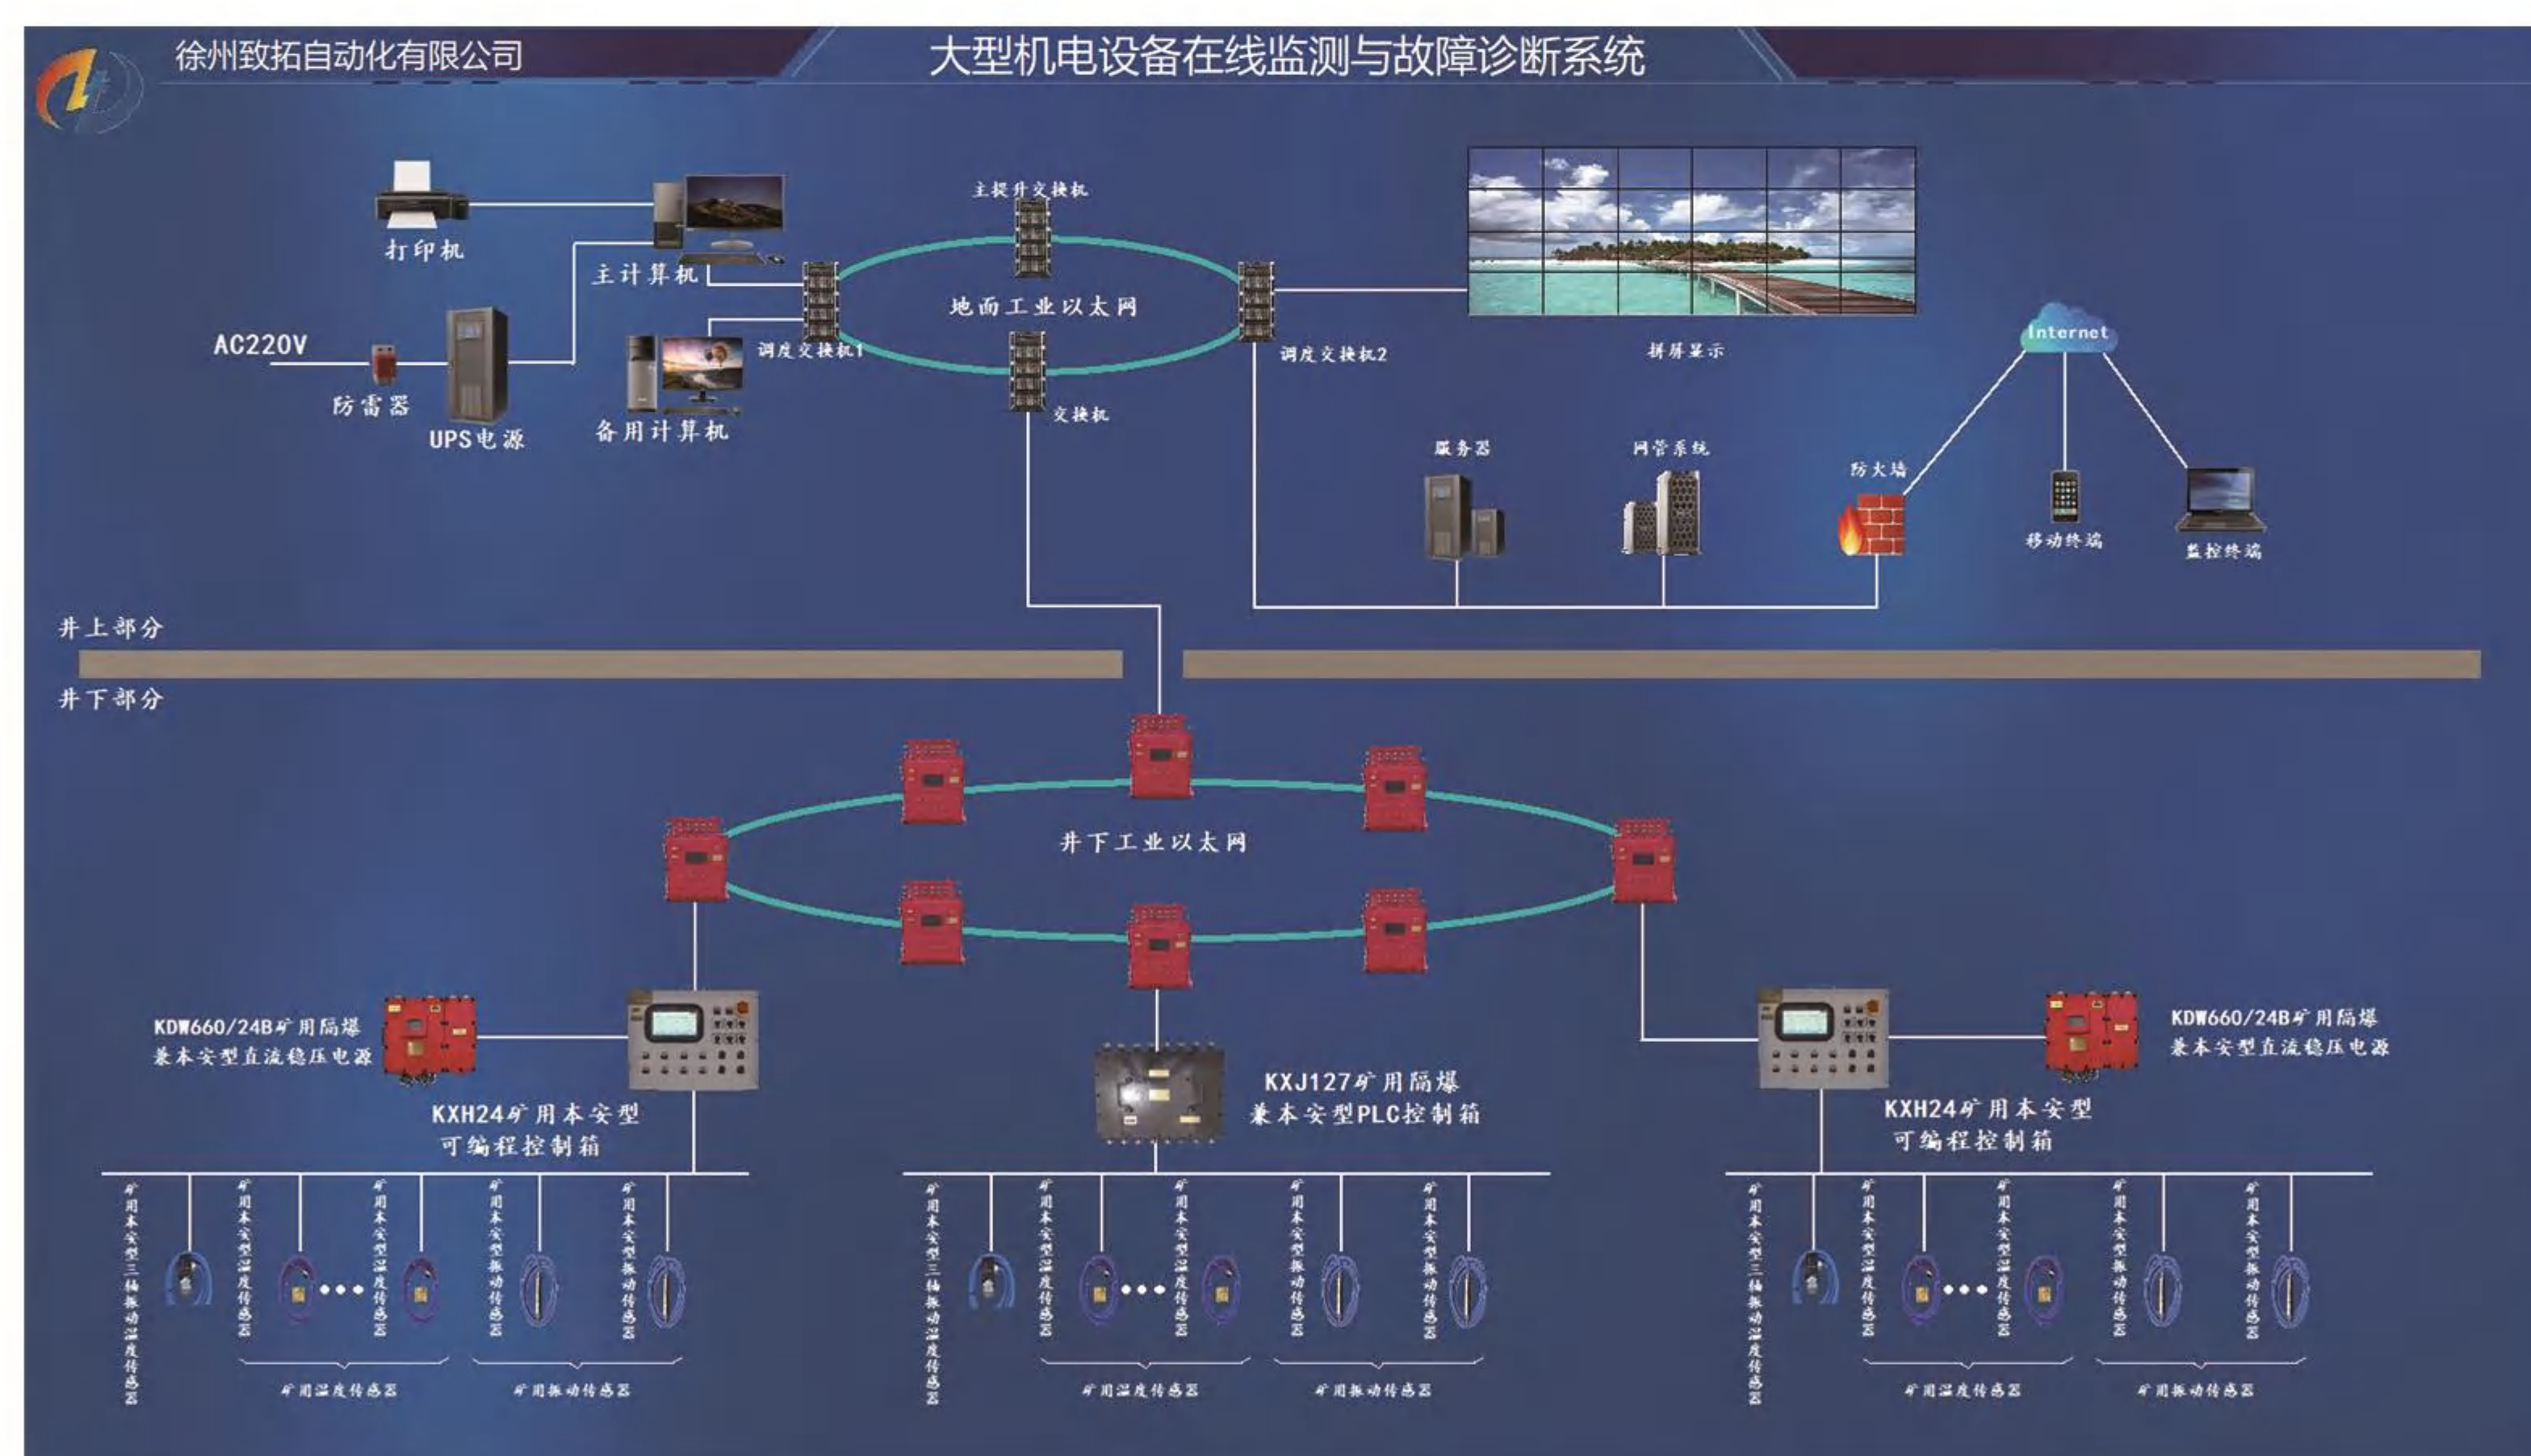 徐州致拓自动化有限公司
大型机电设备在线监测与故障诊断系统
主提升交换机
打印机
主计算机
地面工业以太网
AC220V
防雷器
UPS电源
备用计算机
调度交换机1
交换机
调度交换机2
拼屏显示
Internet
服务器
网管系统
防火墙
移动终端
监控终端
井上部分
井下部分
井下工业以太网
KDW660/24B矿用隔爆
兼本安型直流稳压电源
KXH24矿用本安型
可编程控制箱
KXJ127矿用隔爆
兼本安型PLC控制箱
KXH24矿用本安型
可编程控制箱
KDW660/24B矿用隔爆
兼本安型直流稳压电源
矿用本安型三轴振动温度传感器
矿用本安型温度传感器
矿用本安型温度传感器
矿用本安型振动传感器
矿用本安型振动传感器
矿用温度传感器
矿用振动传感器
矿用本安型三轴振动温度传感器
矿用本安型温度传感器
矿用本安型温度传感器
矿用本安型振动传感器
矿用本安型振动传感器
矿用温度传感器
矿用振动传感器
矿用本安型三轴振动温度传感器
矿用本安型温度传感器
矿用本安型温度传感器
矿用本安型振动传感器
矿用本安型振动传感器
矿用温度传感器
矿用振动传感器